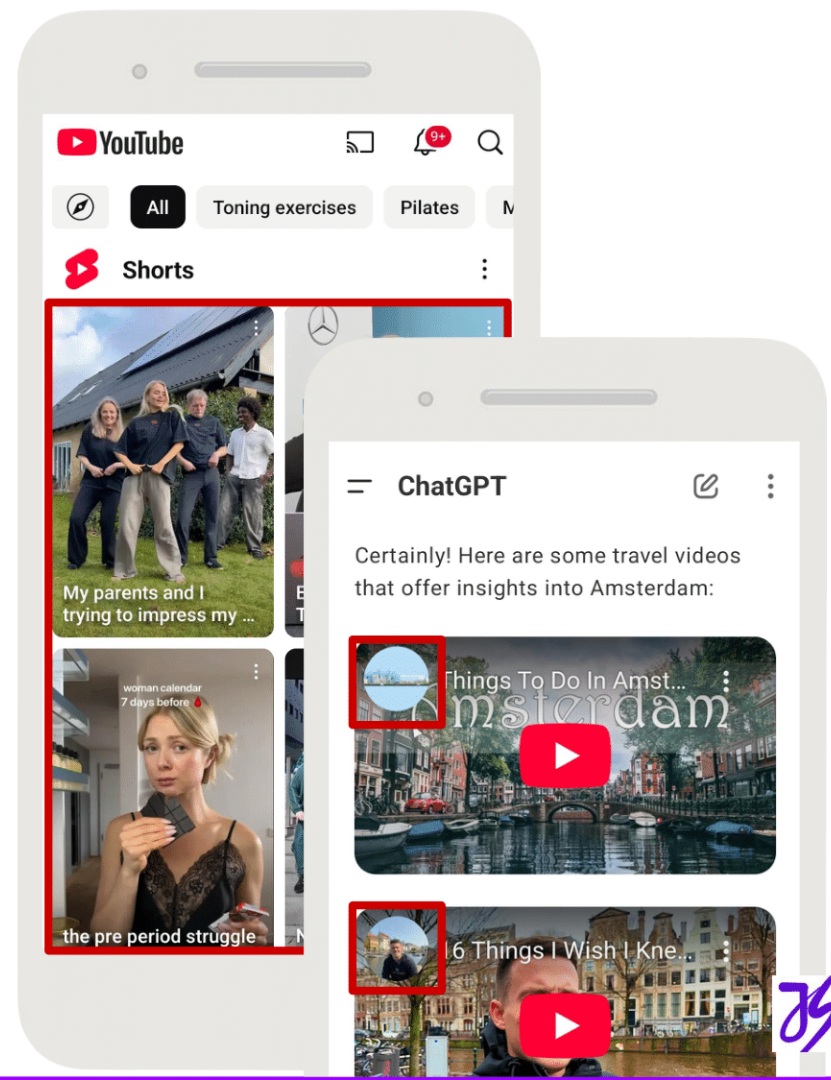 YouTube
9+
All
Toning exercises
Pilates
Shorts
My parents and I
trying to impress my ...
woman calendar
7 days before 🩸
the pre period struggle
ChatGPT
Certainly! Here are some travel videos
that offer insights into Amsterdam:
Things To Do In Amst...
Amsterdam
16 Things I Wish I Kne...